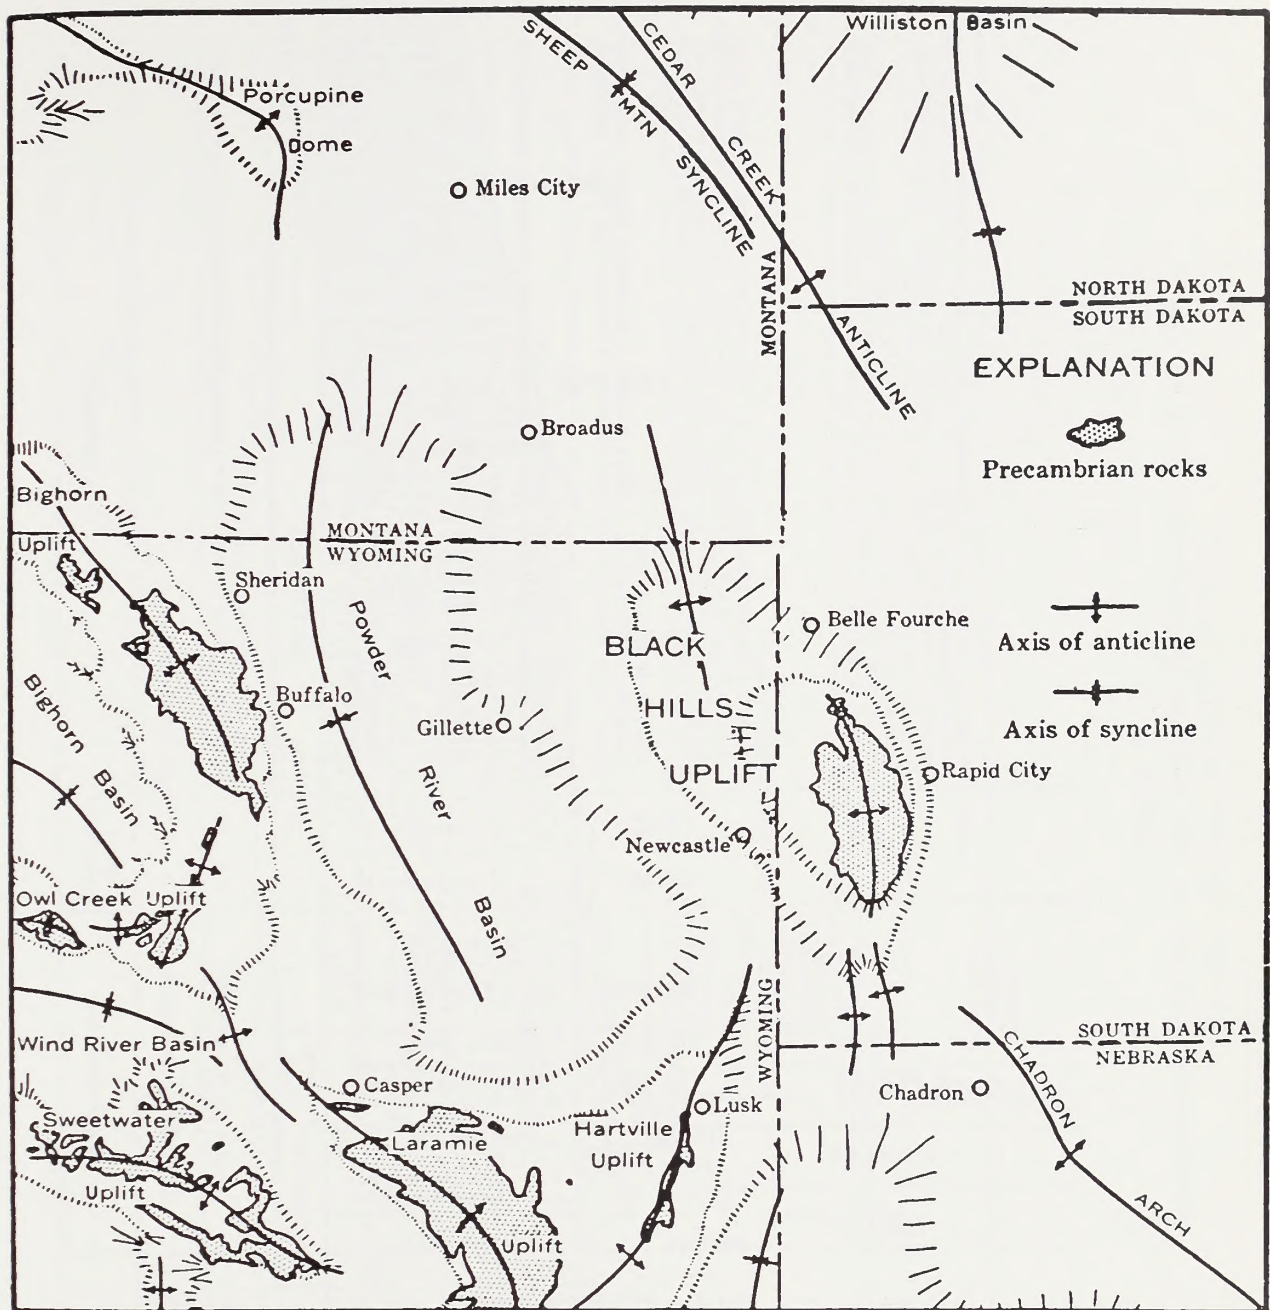 Williston Basin
SHEEP MTN SYNCLINE
CEDAR CREEK ANTICLINE
Porcupine
Dome
Miles City
MONTANA
NORTH DAKOTA
SOUTH DAKOTA
EXPLANATION
Precambrian rocks
Broadus
Bighorn
Uplift
MONTANA
WYOMING
Sheridan
Powder
River
Basin
BLACK
HILLS
UPLIFT
Belle Fourche
Axis of anticline
Axis of syncline
Bighorn
Basin
Buffalo
Gillette
Rapid City
Newcastle
Owl Creek Uplift
WYOMING
SOUTH DAKOTA
NEBRASKA
Wind River Basin
CHADRON
ARCH
Chadron
Casper
Lusk
Sweetwater
Uplift
Laramie
Uplift
Hartville
Uplift